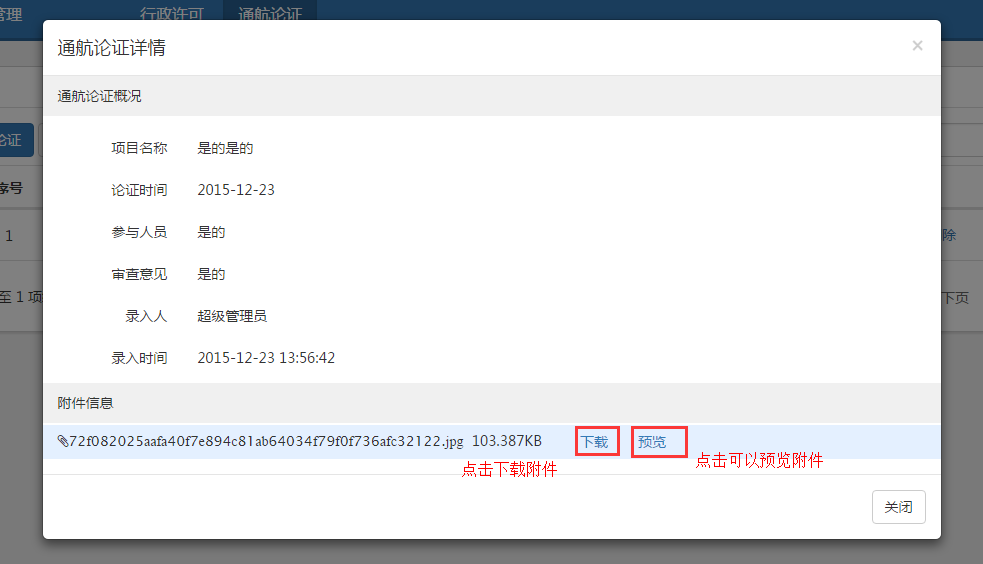 管理 行政许可 通航论证
通航论证详情 ×
通航论证概况
论证
项目名称 是的是的
论证时间 2015-12-23
序号
参与人员 是的
1 除
审查意见 是的
至 1 项 下页
录入人 超级管理员
录入时间 2015-12-23 13:56:42
附件信息
72f082025aafa40f7e894c81ab64034f79f0f736afc32122.jpg 103.387KB 下载 预览
点击可以预览附件
点击下载附件
关闭